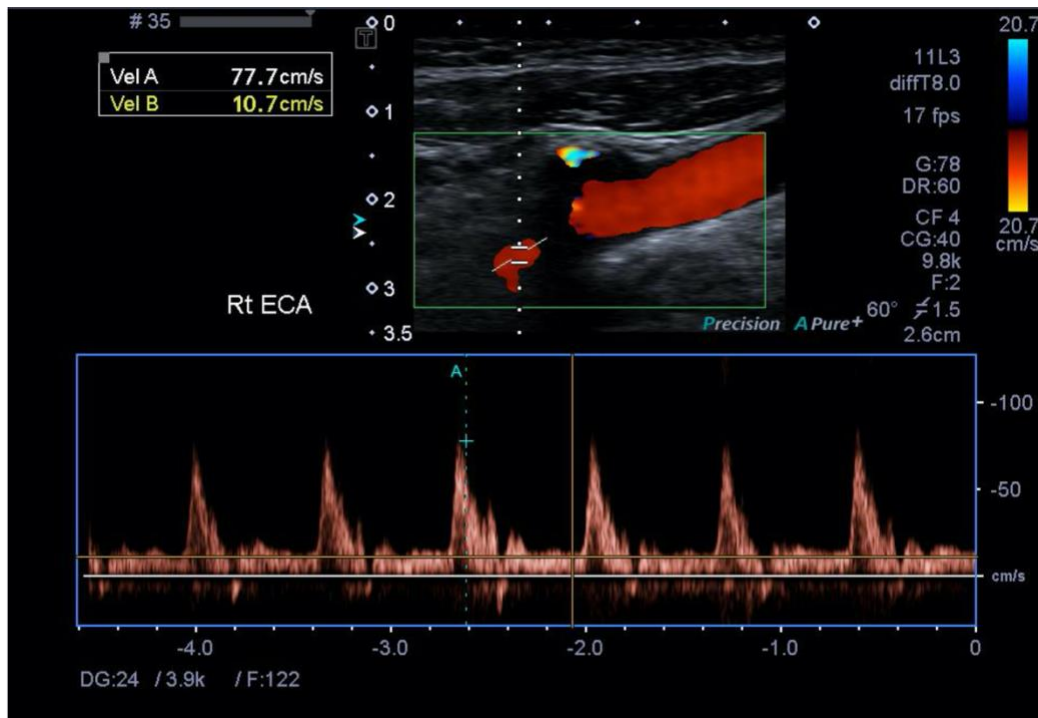 # 35
Vel A 77.7cm/s
Vel B 10.7cm/s
T
0
1
2
3
3.5
Rt ECA
Precision APure+
20.7
11L3
diffT8.0
17 fps
G:78
DR:60
CF 4
CG:40
9.8k
F:2
60° 1.5
2.6cm
20.7
cm/s
A
-100
-50
cm/s
-4.0 -3.0 -2.0 -1.0 0
DG:24 / 3.9k / F:122